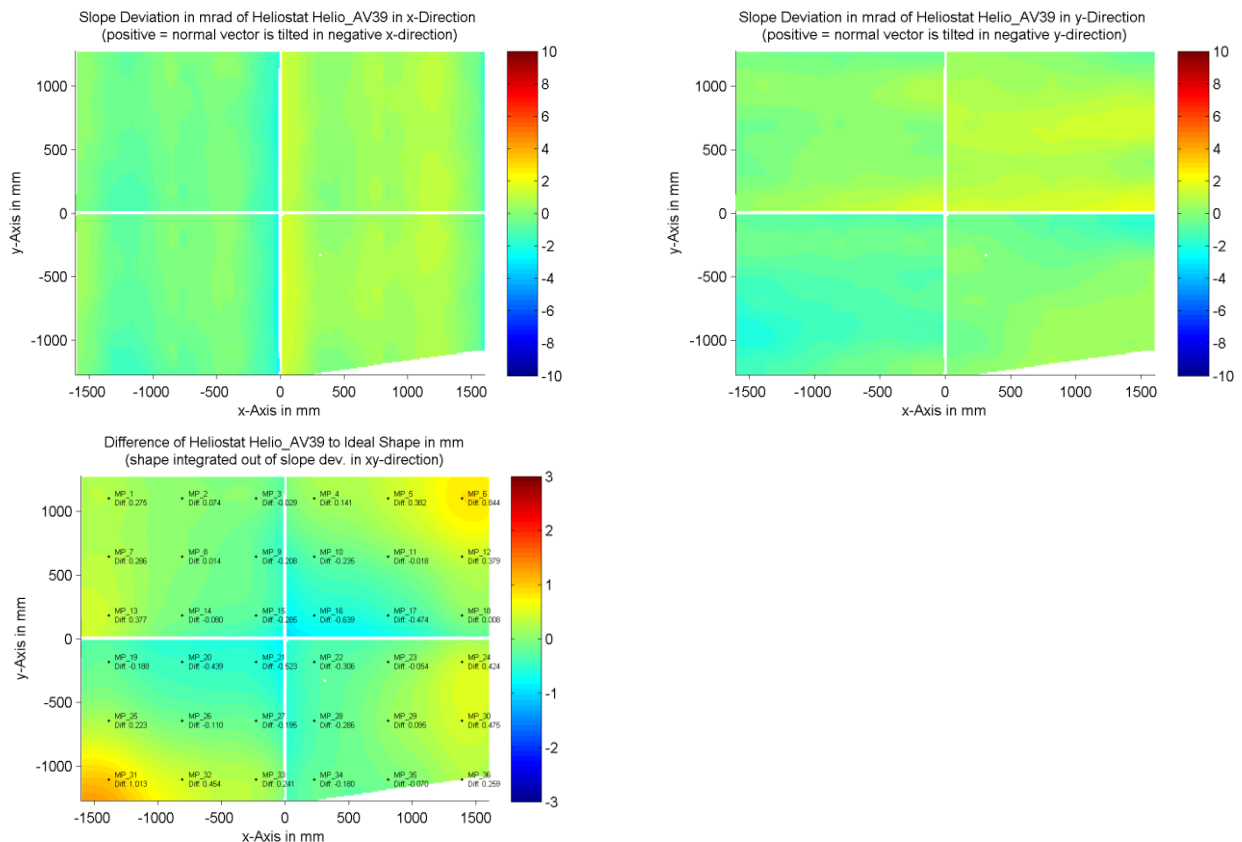 Slope Deviation in mrad of Heliostat Helio_AV39 in x-Direction
(positive = normal vector is tilted in negative x-direction)
1000
500
0
-500
-1000
y-Axis in mm
-1500 -1000 -500 0 500 1000 1500
x-Axis in mm
10
8
6
4
2
0
-2
-4
-6
-8
-10
Slope Deviation in mrad of Heliostat Helio_AV39 in y-Direction
(positive = normal vector is tilted in negative y-direction)
1000
500
0
-500
-1000
y-Axis in mm
-1500 -1000 -500 0 500 1000 1500
x-Axis in mm
10
8
6
4
2
0
-2
-4
-6
-8
-10
Difference of Heliostat Helio_AV39 to Ideal Shape in mm
(shape integrated out of slope dev. in xy-direction)
1000
500
0
-500
-1000
y-Axis in mm
MP_1 MP_2 MP_3 MP_4 MP_5 MP_6
Diff: 0.275 Diff: 0.074 Diff: -0.029 Diff: 0.141 Diff: 0.382 Diff: 0.844
MP_7 MP_8 MP_9 MP_10 MP_11 MP_12
Diff: 0.286 Diff: 0.014 Diff: -0.208 Diff: -0.235 Diff: -0.018 Diff: 0.379
MP_13 MP_14 MP_15 MP_16 MP_17 MP_18
Diff: 0.377 Diff: -0.080 Diff: -0.265 Diff: -0.639 Diff: -0.474 Diff: 0.008
MP_19 MP_20 MP_21 MP_22 MP_23 MP_24
Diff: -0.188 Diff: -0.439 Diff: -0.523 Diff: -0.306 Diff: -0.054 Diff: 0.424
MP_25 MP_26 MP_27 MP_28 MP_29 MP_30
Diff: 0.223 Diff: -0.110 Diff: -0.195 Diff: -0.286 Diff: 0.095 Diff: 0.475
MP_31 MP_32 MP_33 MP_34 MP_35 MP_36
Diff: 1.013 Diff: 0.454 Diff: 0.241 Diff: -0.180 Diff: -0.070 Diff: 0.259
-1500 -1000 -500 0 500 1000 1500
x-Axis in mm
3
2
1
0
-1
-2
-3